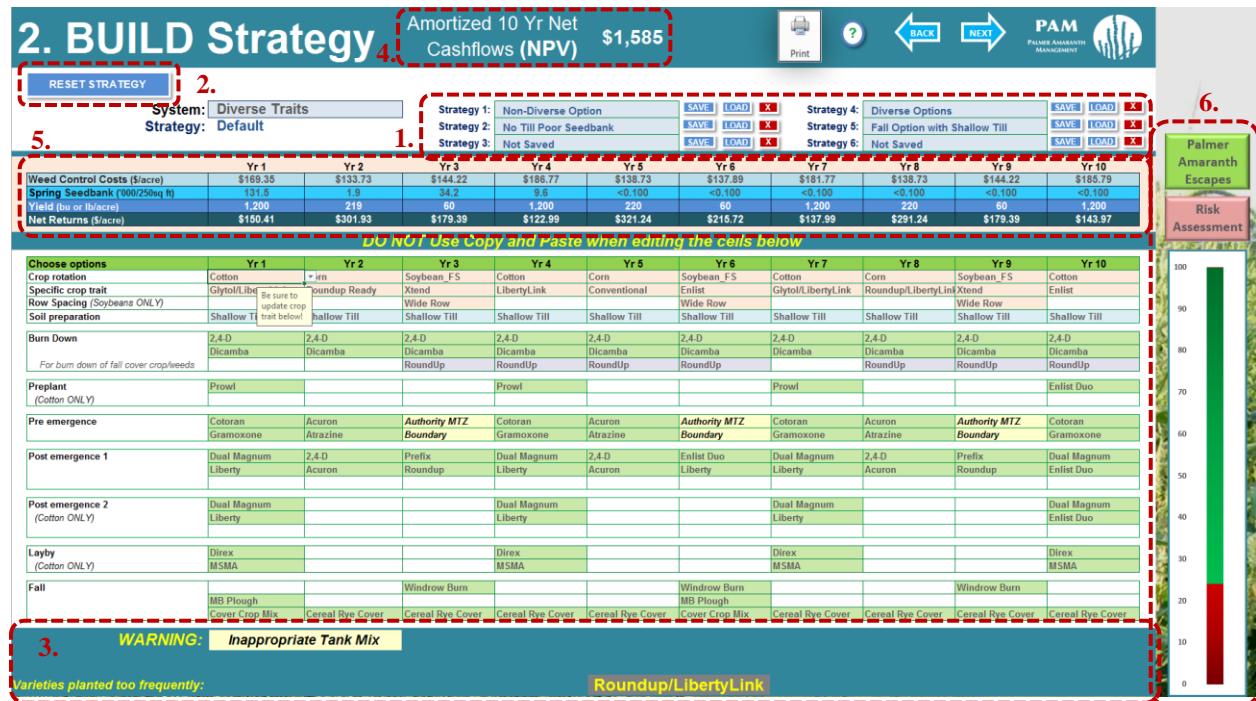 2. BUILD Strategy
4.
Amortized 10 Yr Net
Cashflows (NPV)
$1,585
Print
?
BACK
NEXT
PAM
PALMER AMARANTH
MANAGEMENT
RESET STRATEGY
2.
System: Diverse Traits
Strategy: Default
1.
Strategy 1: Non-Diverse Option SAVE LOAD X
Strategy 2: No Till Poor Seedbank SAVE LOAD X
Strategy 3: Not Saved SAVE LOAD X
Strategy 4: Diverse Options SAVE LOAD X
Strategy 5: Fall Option with Shallow Till SAVE LOAD X
Strategy 6: Not Saved SAVE LOAD X
6.
Palmer
Amaranth
Escapes
Risk
Assessment
5.
Yr 1 Yr 2 Yr 3 Yr 4 Yr 5 Yr 6 Yr 7 Yr 8 Yr 9 Yr 10
Weed Control Costs ($/acre) $169.35 $133.73 $144.22 $186.77 $138.73 $137.89 $181.77 $138.73 $144.22 $185.79
Spring Seedbank ('000/250sq ft) 131.5 1.9 34.2 9.6 <0.100 <0.100 <0.100 <0.100 <0.100 <0.100
Yield (bu or lb/acre) 1,200 219 60 1,200 220 60 1,200 220 60 1,200
Net Returns ($/acre) $150.41 $301.93 $179.39 $122.99 $321.24 $215.72 $137.99 $291.24 $179.39 $143.97
DO NOT Use Copy and Paste when editing the cells below
Choose options Yr 1 Yr 2 Yr 3 Yr 4 Yr 5 Yr 6 Yr 7 Yr 8 Yr 9 Yr 10
Crop rotation Cotton rn Soybean_FS Cotton Corn Soybean_FS Cotton Corn Soybean_FS Cotton
Specific crop trait Glytol/Libe oundup Ready Xtend LibertyLink Conventional Enlist Glytol/LibertyLink Roundup/LibertyLink Xtend Enlist
Row Spacing (Soybeans ONLY) Wide Row Wide Row Wide Row
Soil preparation Shallow Ti hallow Till Shallow Till Shallow Till Shallow Till Shallow Till Shallow Till Shallow Till Shallow Till Shallow Till
Be sure to
update crop
trait below!
Burn Down 2,4-D 2,4-D 2,4-D 2,4-D 2,4-D 2,4-D 2,4-D 2,4-D 2,4-D 2,4-D
Dicamba Dicamba Dicamba Dicamba Dicamba Dicamba Dicamba Dicamba Dicamba Dicamba
For burn down of fall cover crop/weeds RoundUp RoundUp RoundUp RoundUp RoundUp RoundUp RoundUp
Preplant Prowl Prowl Prowl Enlist Duo
(Cotton ONLY)
Pre emergence Cotoran Acuron Authority MTZ Cotoran Acuron Authority MTZ Cotoran Acuron Authority MTZ Cotoran
Gramoxone Atrazine Boundary Gramoxone Atrazine Boundary Gramoxone Atrazine Boundary Gramoxone
Post emergence 1 Dual Magnum 2,4-D Prefix Dual Magnum 2,4-D Enlist Duo Dual Magnum 2,4-D Prefix Dual Magnum
Liberty Acuron Roundup Liberty Acuron Liberty Liberty Acuron Roundup Enlist Duo
Post emergence 2 Dual Magnum Dual Magnum Dual Magnum Dual Magnum
(Cotton ONLY) Liberty Liberty Liberty Enlist Duo
Layby Direx Direx Direx Direx
(Cotton ONLY) MSMA MSMA MSMA MSMA
Fall Windrow Burn Windrow Burn Windrow Burn
MB Plough MB Plough
Cover Crop Mix Cereal Rye Cover Cereal Rye Cover Cereal Rye Cover Cereal Rye Cover Cover Crop Mix Cereal Rye Cover Cereal Rye Cover Cereal Rye Cover Cereal Rye Cover
100
90
80
70
60
50
40
30
20
10
0
3.
WARNING: Inappropriate Tank Mix
Varieties planted too frequently: Roundup/LibertyLink